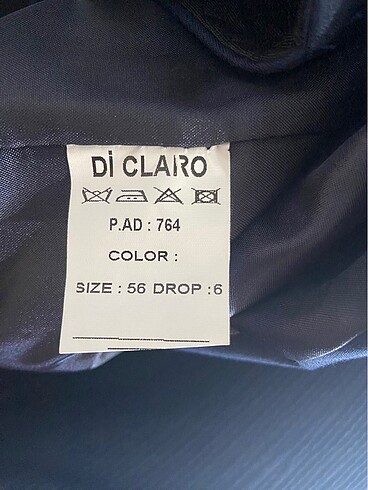 Dİ CLARO
P.AD : 764
COLOR :
SIZE : 56 DROP : 6